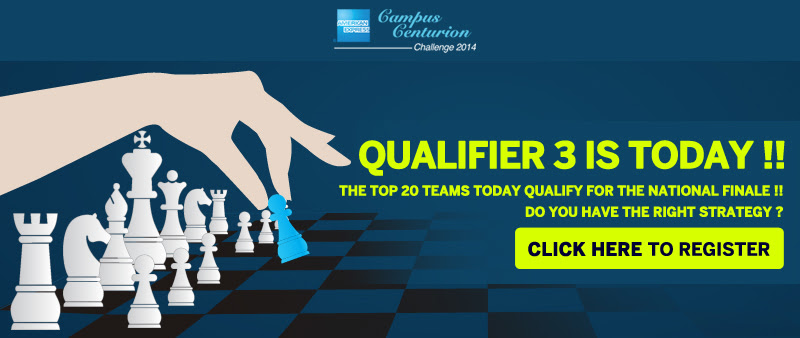 AMERICAN
EXPRESS
Campus
Centurion
Challenge 2014
QUALIFIER 3 IS TODAY !!
THE TOP 20 TEAMS TODAY QUALIFY FOR THE NATIONAL FINALE !!
DO YOU HAVE THE RIGHT STRATEGY ?
CLICK HERE TO REGISTER